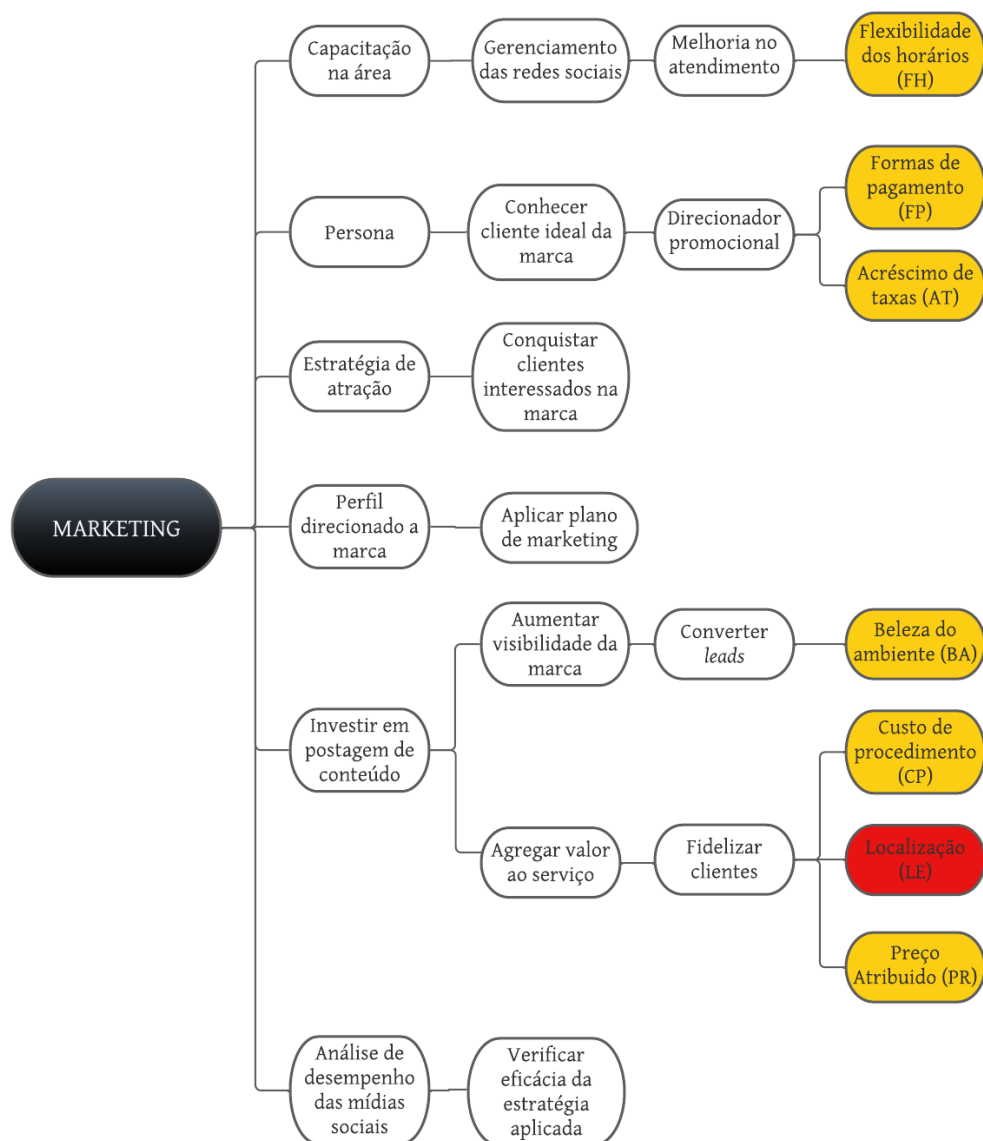 Capacitação
na área
Gerenciamento
das redes sociais
Melhoria no
atendimento
Flexibilidade
dos horários
(FH)
Persona
Conhecer
cliente ideal da
marca
Direcionador
promocional
Formas de
pagamento
(FP)
Acréscimo de
taxas (AT)
Estratégia de
atração
Conquistar
clientes
interessados na
marca
MARKETING
Perfil
direcionado a
marca
Aplicar plano
de marketing
Investir em
postagem de
conteúdo
Aumentar
visibilidade da
marca
Converter
leads
Beleza do
ambiente (BA)
Agregar valor
ao serviço
Fidelizar
clientes
Custo de
procedimento
(CP)
Localização
(LE)
Preço
Atribuido (PR)
Análise de
desempenho
das mídias
sociais
Verificar
eficácia da
estratégia
aplicada